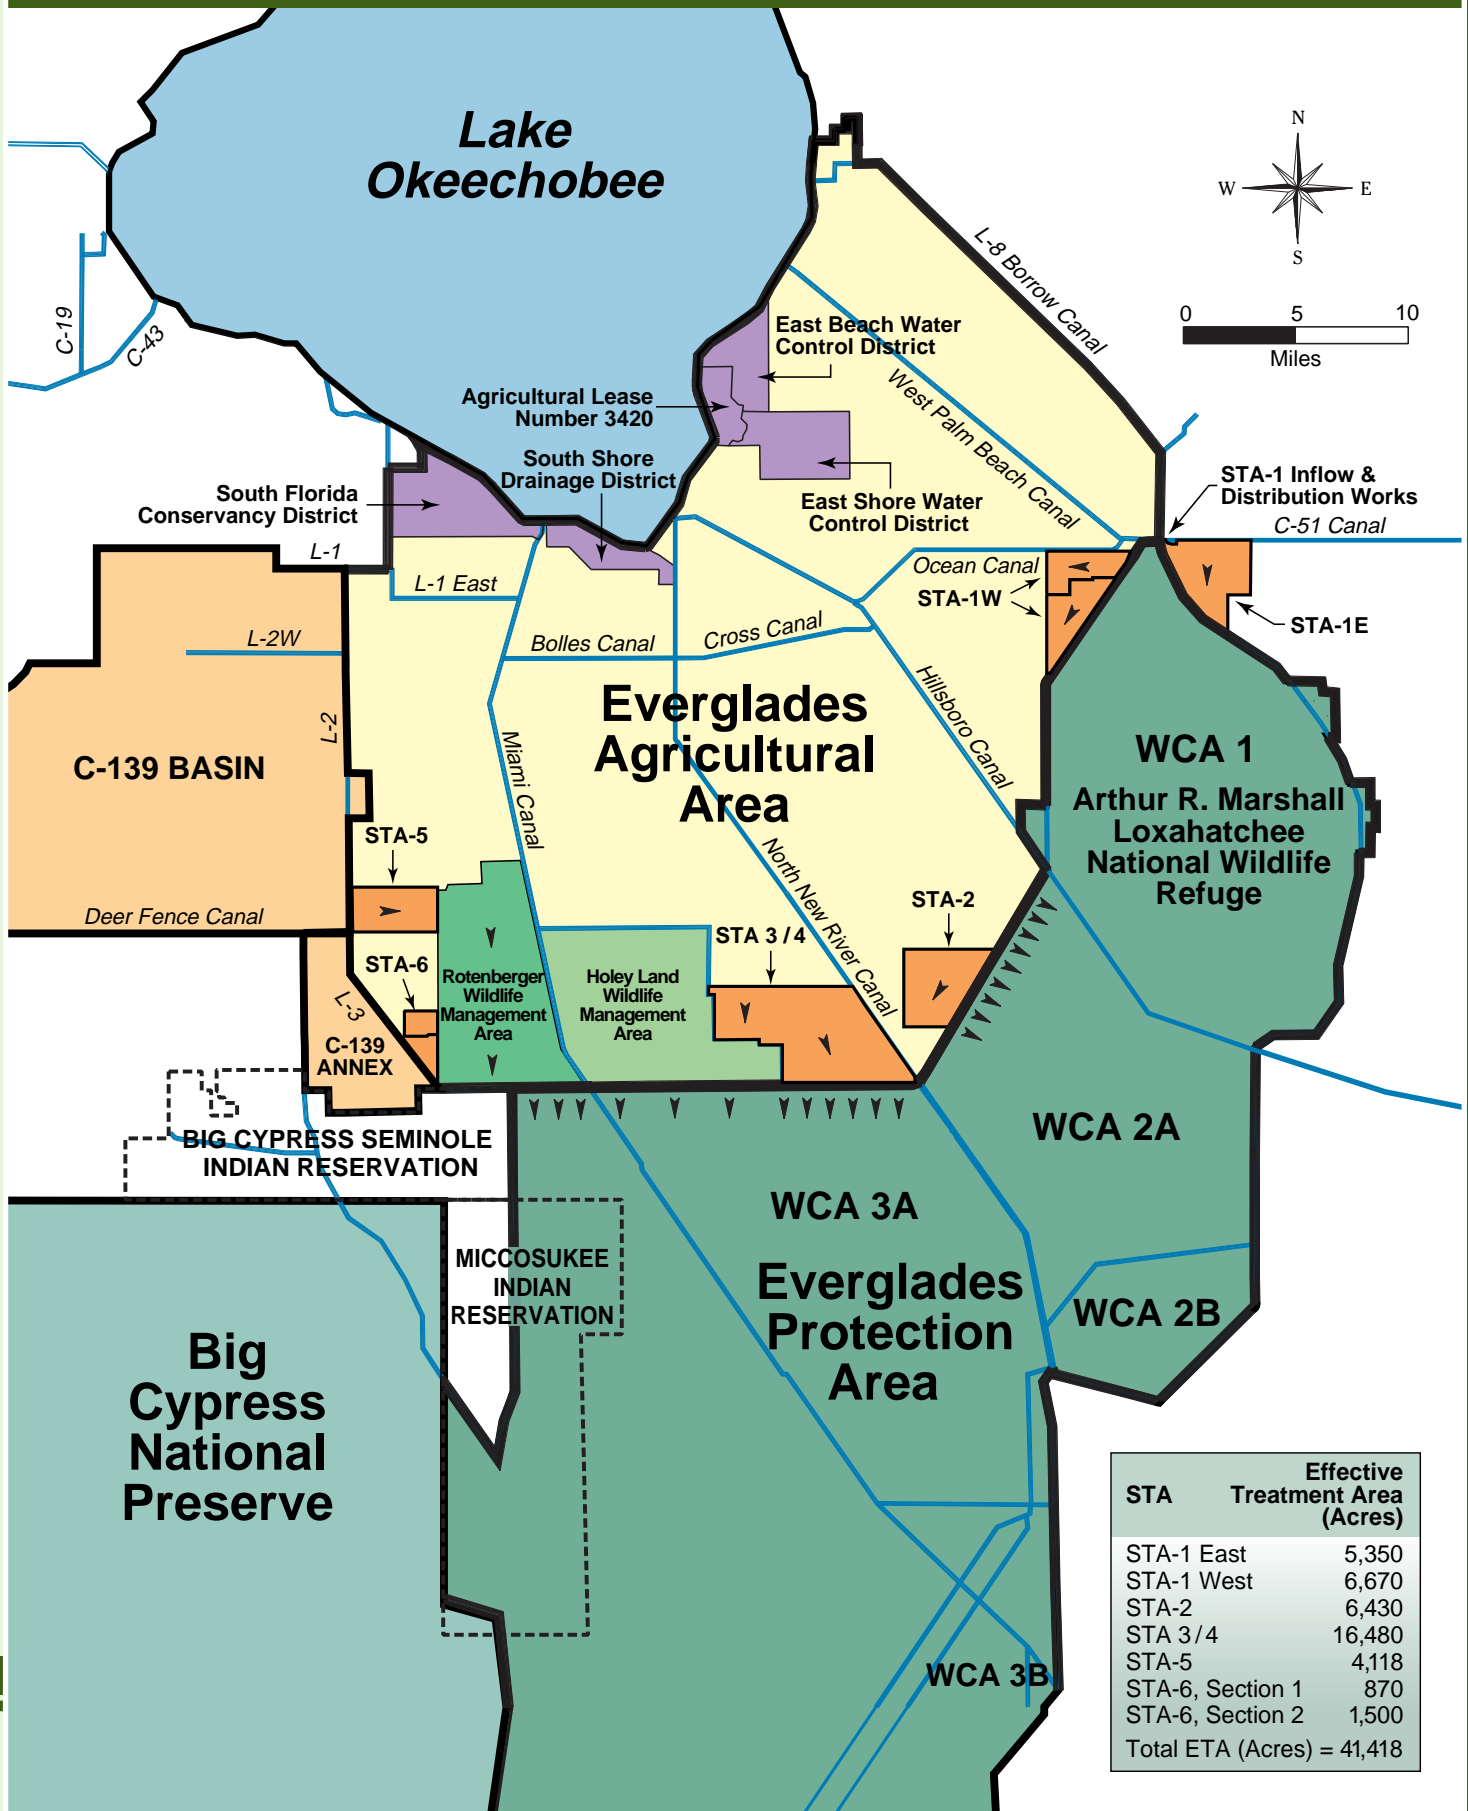 Lake
Okeechobee
N
W
E
S
0
5
10
Miles
L-8 Borrow Canal
C-19
C-43
East Beach Water
Control District
West Palm Beach Canal
Agricultural Lease
Number 3420
South Shore
Drainage District
East Shore Water
Control District
South Florida
Conservancy District
STA-1 Inflow &
Distribution Works
C-51 Canal
L-1
L-1 East
Ocean Canal
STA-1W
STA-1E
L-2W
Bolles Canal
Cross Canal
Hillsboro Canal
L-2
Everglades
Agricultural
Area
Miami Canal
C-139 BASIN
WCA 1
Arthur R. Marshall
Loxahatchee
National Wildlife
Refuge
STA-5
North New River Canal
STA-2
Deer Fence Canal
STA 3 / 4
STA-6
Rotenberger
Wildlife
Management
Area
Holey Land
Wildlife
Management
Area
L-3
C-139
ANNEX
BIG CYPRESS SEMINOLE
INDIAN RESERVATION
WCA 2A
WCA 3A
MICCOSUKEE
INDIAN
RESERVATION
Everglades
Protection
Area
WCA 2B
Big
Cypress
National
Preserve
WCA 3B
STA Effective Treatment Area (Acres)
STA-1 East 5,350
STA-1 West 6,670
STA-2 6,430
STA 3 / 4 16,480
STA-5 4,118
STA-6, Section 1 870
STA-6, Section 2 1,500
Total ETA (Acres) = 41,418